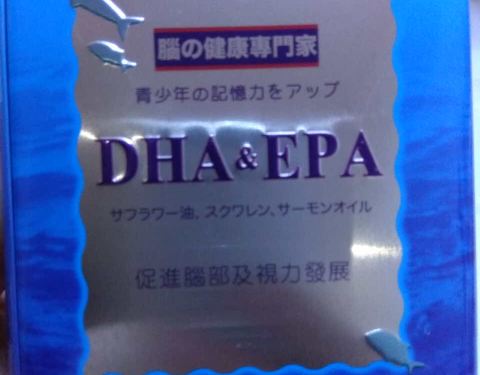 腦の健康專門家
青少年の記憶力をアップ
DHA&EPA
サフラワー油、スクワレン、サーモンオイル
促進腦部及視力發展